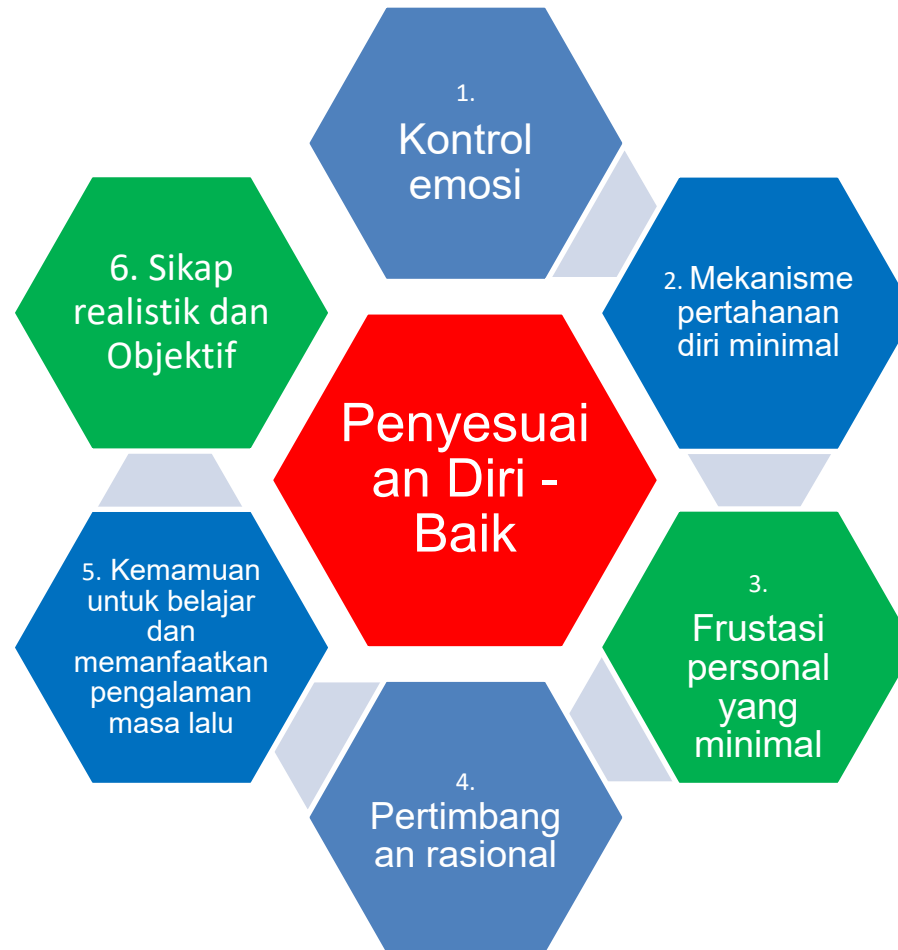 1.
Kontrol
emosi
2. Mekanisme
pertahanan
diri minimal
3.
Frustasi
personal
yang
minimal
4.
Pertimbang
an rasional
5. Kemamuan
untuk belajar
dan
memanfaatkan
pengalaman
masa lalu
6. Sikap
realistik dan
Objektif
Penyesuai
an Diri -
Baik